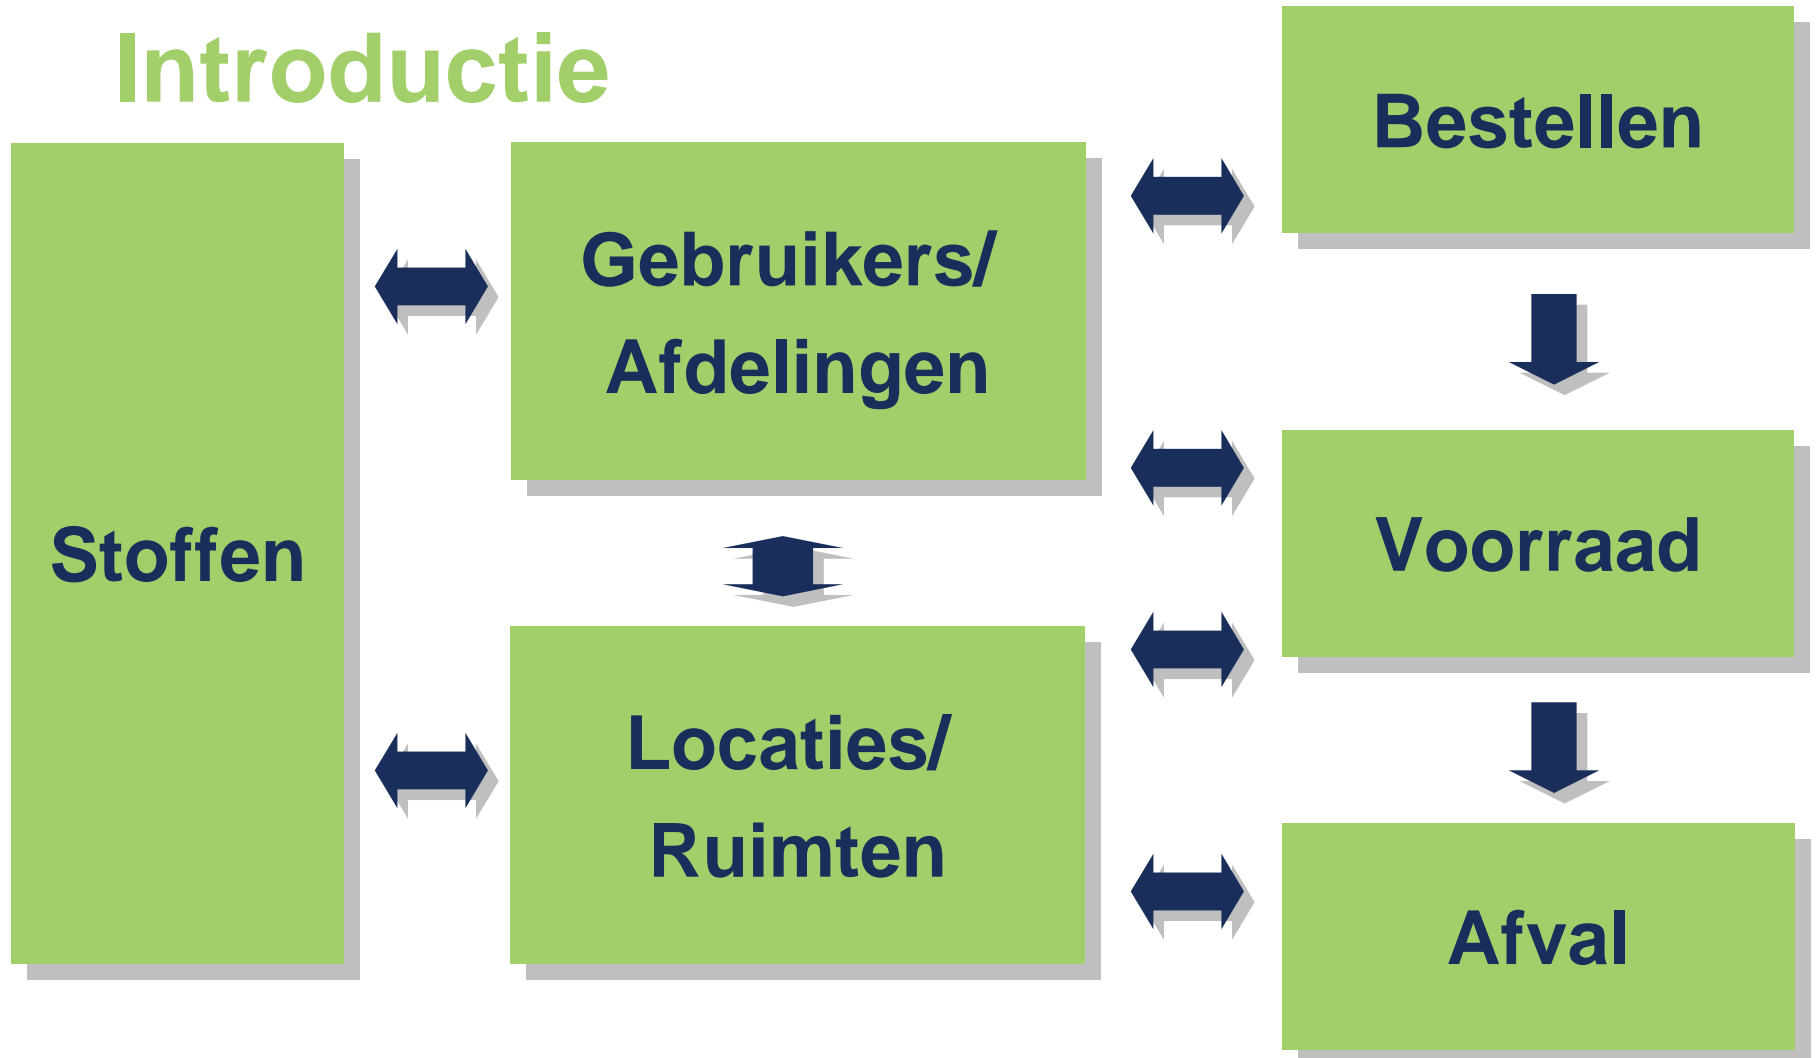 Introductie
Stoffen
Gebruikers/
Afdelingen
Locaties/
Ruimten
Bestellen
Voorraad
Afval